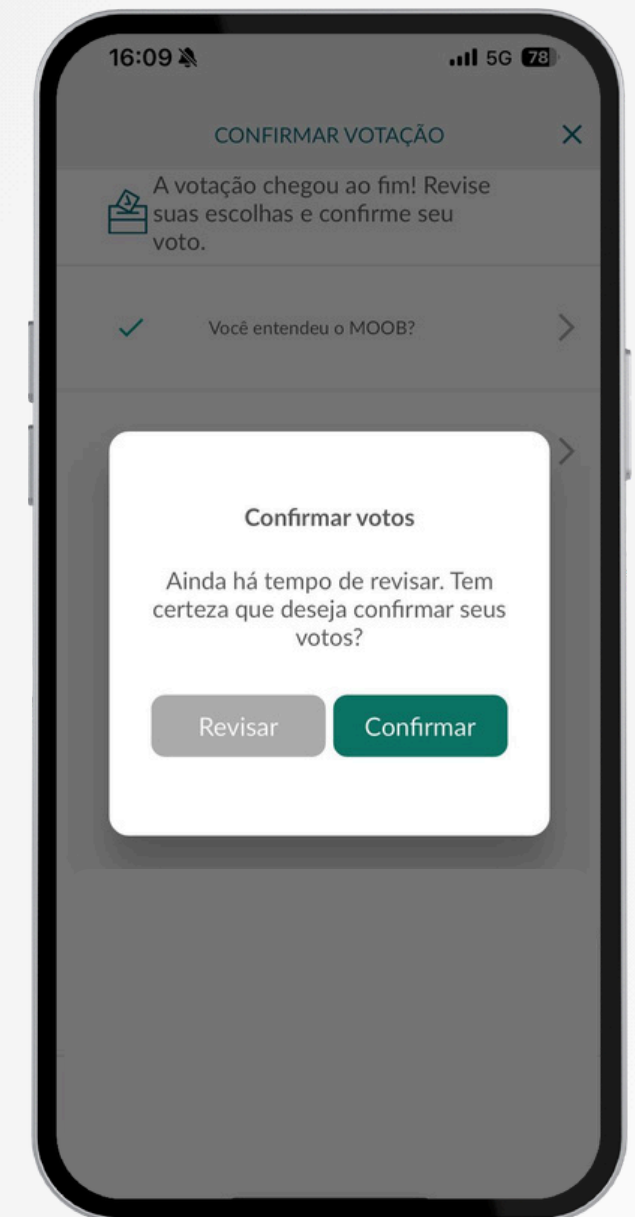 16:09 5G 78
CONFIRMAR VOTAÇÃO
A votação chegou ao fim! Revise
suas escolhas e confirme seu
voto.
Você entendeu o MOOB?
Confirmar votos
Ainda há tempo de revisar. Tem
certeza que deseja confirmar seus
votos?
Revisar Confirmar